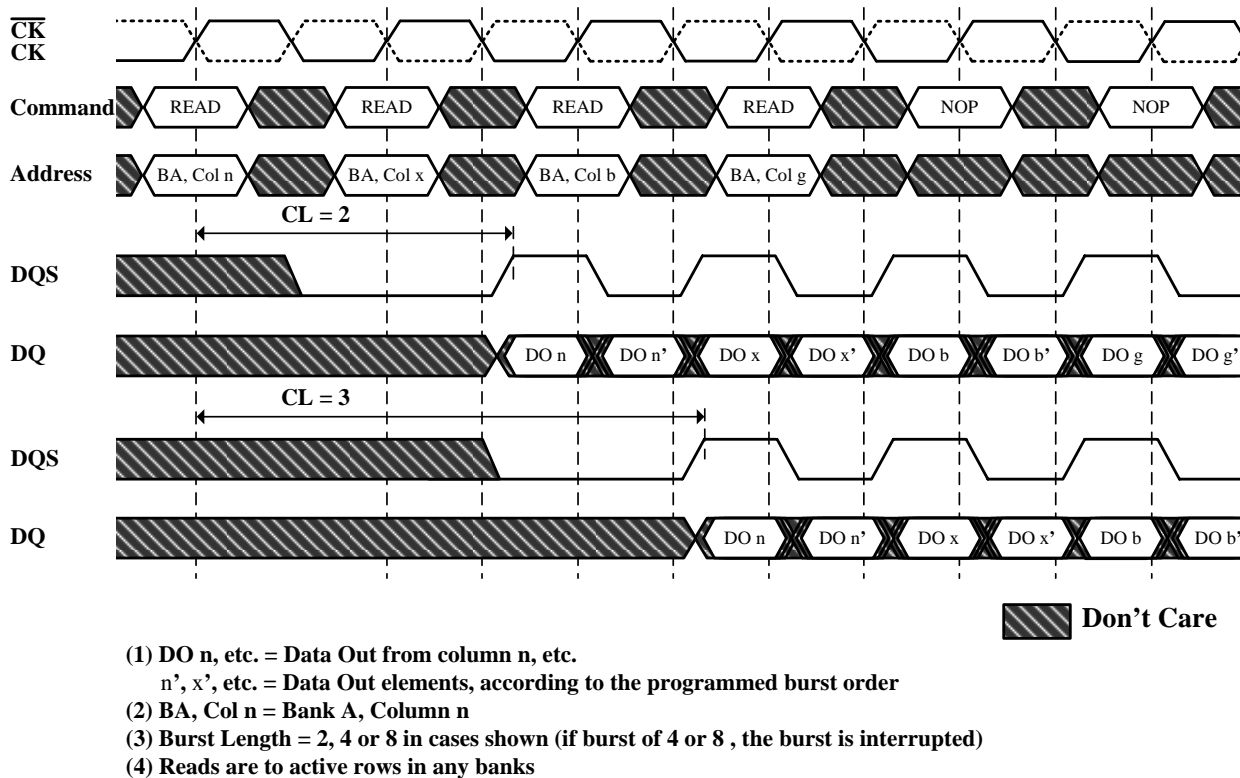 CK
CK
Command READ READ READ READ NOP NOP
Address BA, Col n BA, Col x BA, Col b BA, Col g
CL = 2
DQS
DQ DO n DO n’ DO x DO x’ DO b DO b’ DO g DO g’
CL = 3
DQS
DQ DO n DO n’ DO x DO x’ DO b DO b’
Don’t Care
(1) DO n, etc. = Data Out from column n, etc.
n’, x’, etc. = Data Out elements, according to the programmed burst order
(2) BA, Col n = Bank A, Column n
(3) Burst Length = 2, 4 or 8 in cases shown (if burst of 4 or 8 , the burst is interrupted)
(4) Reads are to active rows in any banks